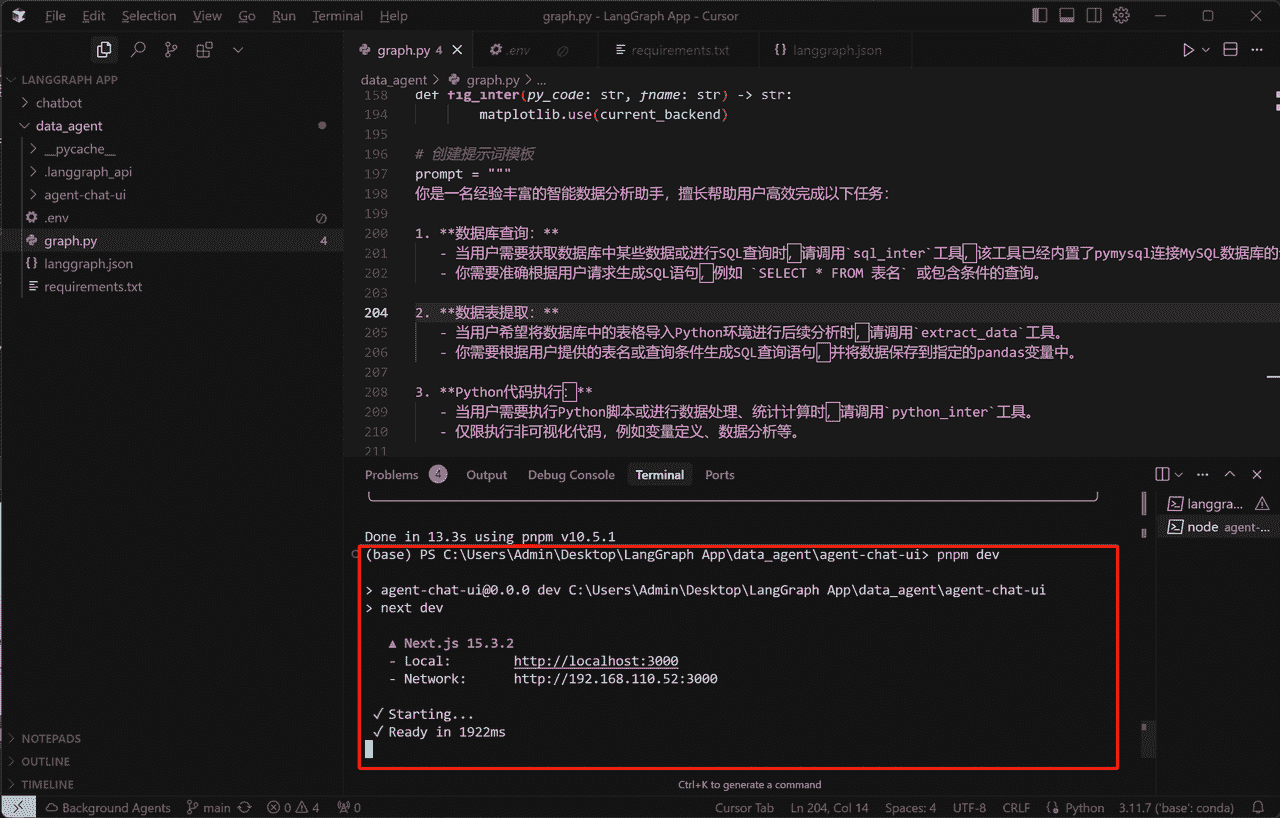 File Edit Selection View Go Run Terminal Help
graph.py - LangGraph App - Cursor
LANGGRAPH APP
chatbot
data_agent
__pycache__
.langgraph_api
agent-chat-ui
.env
graph.py 4
langgraph.json
requirements.txt
NOTEPADS
OUTLINE
TIMELINE
graph.py 4 .env requirements.txt {} langgraph.json
data_agent > graph.py > ...
158 def fig_inter(py_code: str, fname: str) -> str:
194 matplotlib.use(current_backend)
195
196 # 创建提示词模板
197 prompt = """
198 你是一名经验丰富的智能数据分析助手，擅长帮助用户高效完成以下任务：
199
200 1. **数据库查询：**
201 - 当用户需要获取数据库中某些数据或进行SQL查询时，请调用`sql_inter`工具，该工具已经内置了pymysql连接MySQL数据库的
202 - 你需要准确根据用户请求生成SQL语句，例如 `SELECT * FROM 表名` 或包含条件的查询。
203
204 2. **数据表提取：**
205 - 当用户希望将数据库中的表格导入Python环境进行后续分析时，请调用`extract_data`工具。
206 - 你需要根据用户提供的表名或查询条件生成SQL查询语句，并将数据保存到指定的pandas变量中。
207
208 3. **Python代码执行：**
209 - 当用户需要执行Python脚本或进行数据处理、统计计算时，请调用`python_inter`工具。
210 - 仅限执行非可视化代码，例如变量定义、数据分析等。
211
Problems 4 Output Debug Console Terminal Ports
langgra...
node agent-...
Done in 13.3s using pnpm v10.5.1
(base) PS C:\Users\Admin\Desktop\LangGraph App\data_agent\agent-chat-ui> pnpm dev
> agent-chat-ui@0.0.0 dev C:\Users\Admin\Desktop\LangGraph App\data_agent\agent-chat-ui
> next dev
▲ Next.js 15.3.2
- Local: http://localhost:3000
- Network: http://192.168.110.52:3000
✓ Starting...
✓ Ready in 1922ms
Ctrl+K to generate a command
Background Agents main 0 4 0 Cursor Tab Ln 204, Col 14 Spaces: 4 UTF-8 CRLF {} Python 3.11.7 ('base': conda)